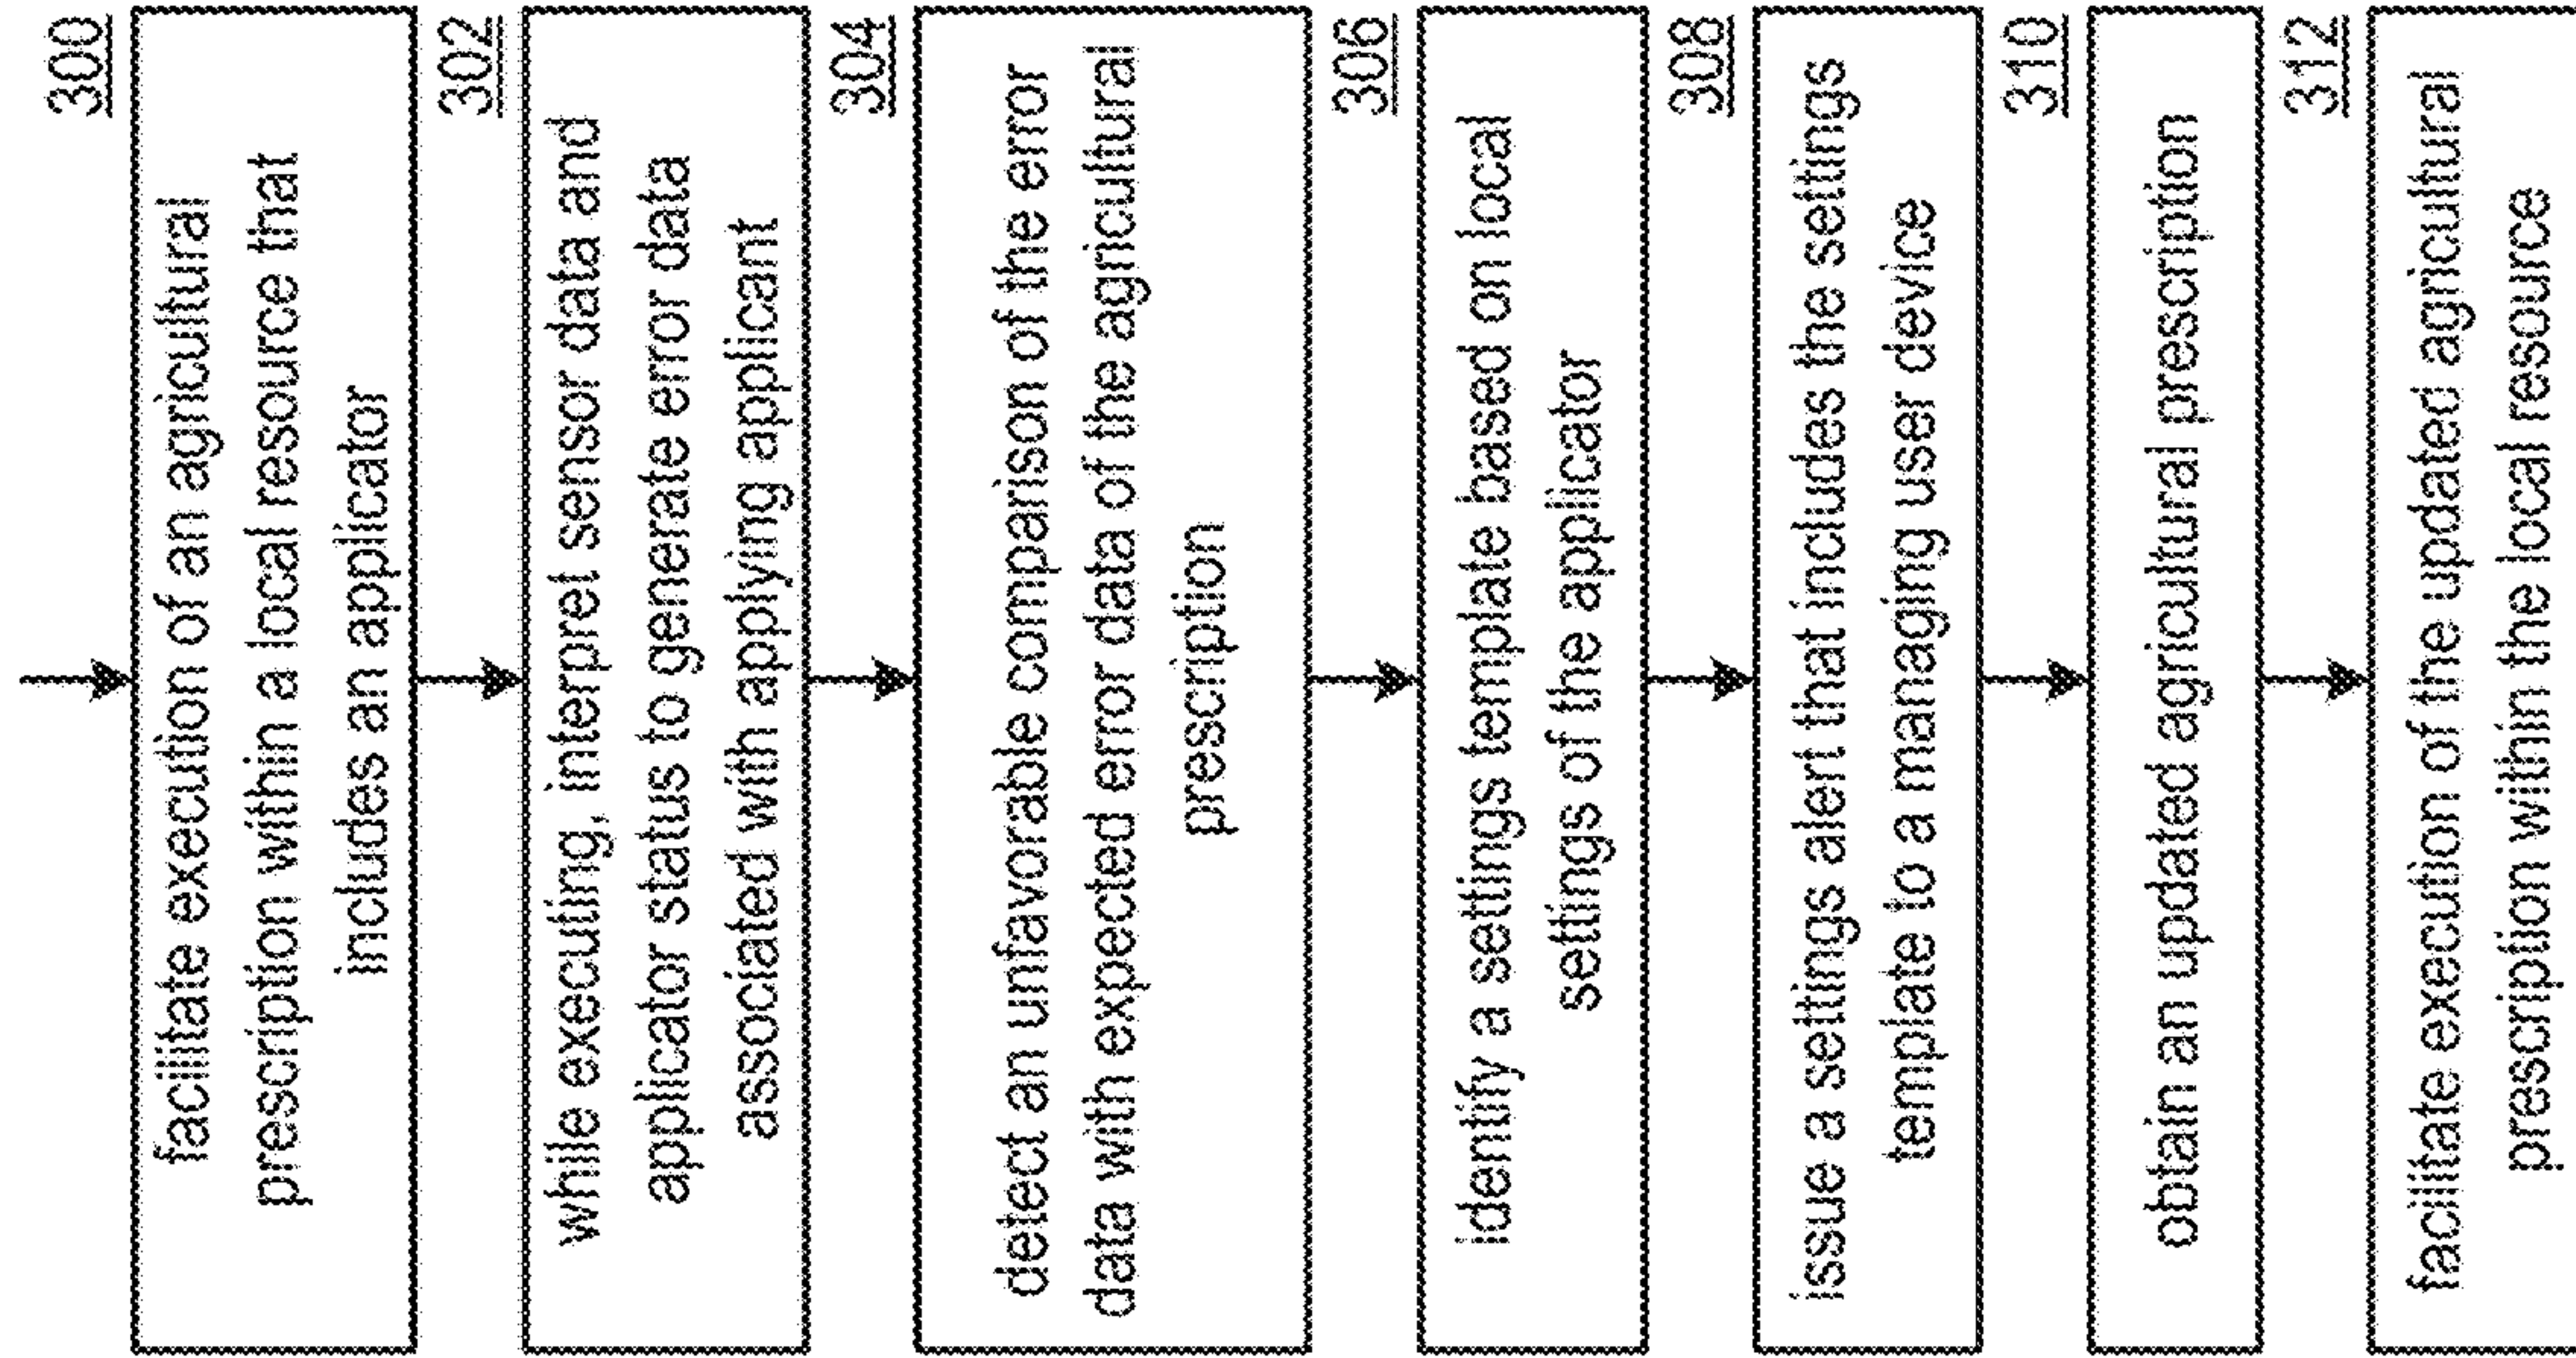 300
facilitate execution of an agricultural
prescription within a local resource that
includes an applicator
302
while executing, interpret sensor data and
applicator status to generate error data
associated with applying applicant
304
detect an unfavorable comparison of the error
data with expected error data of the agricultural
prescription
306
identify a settings template based on local
settings of the applicator
308
issue a settings alert that includes the settings
template to a managing user device
310
obtain an updated agricultural prescription
312
facilitate execution of the updated agricultural
prescription within the local resource